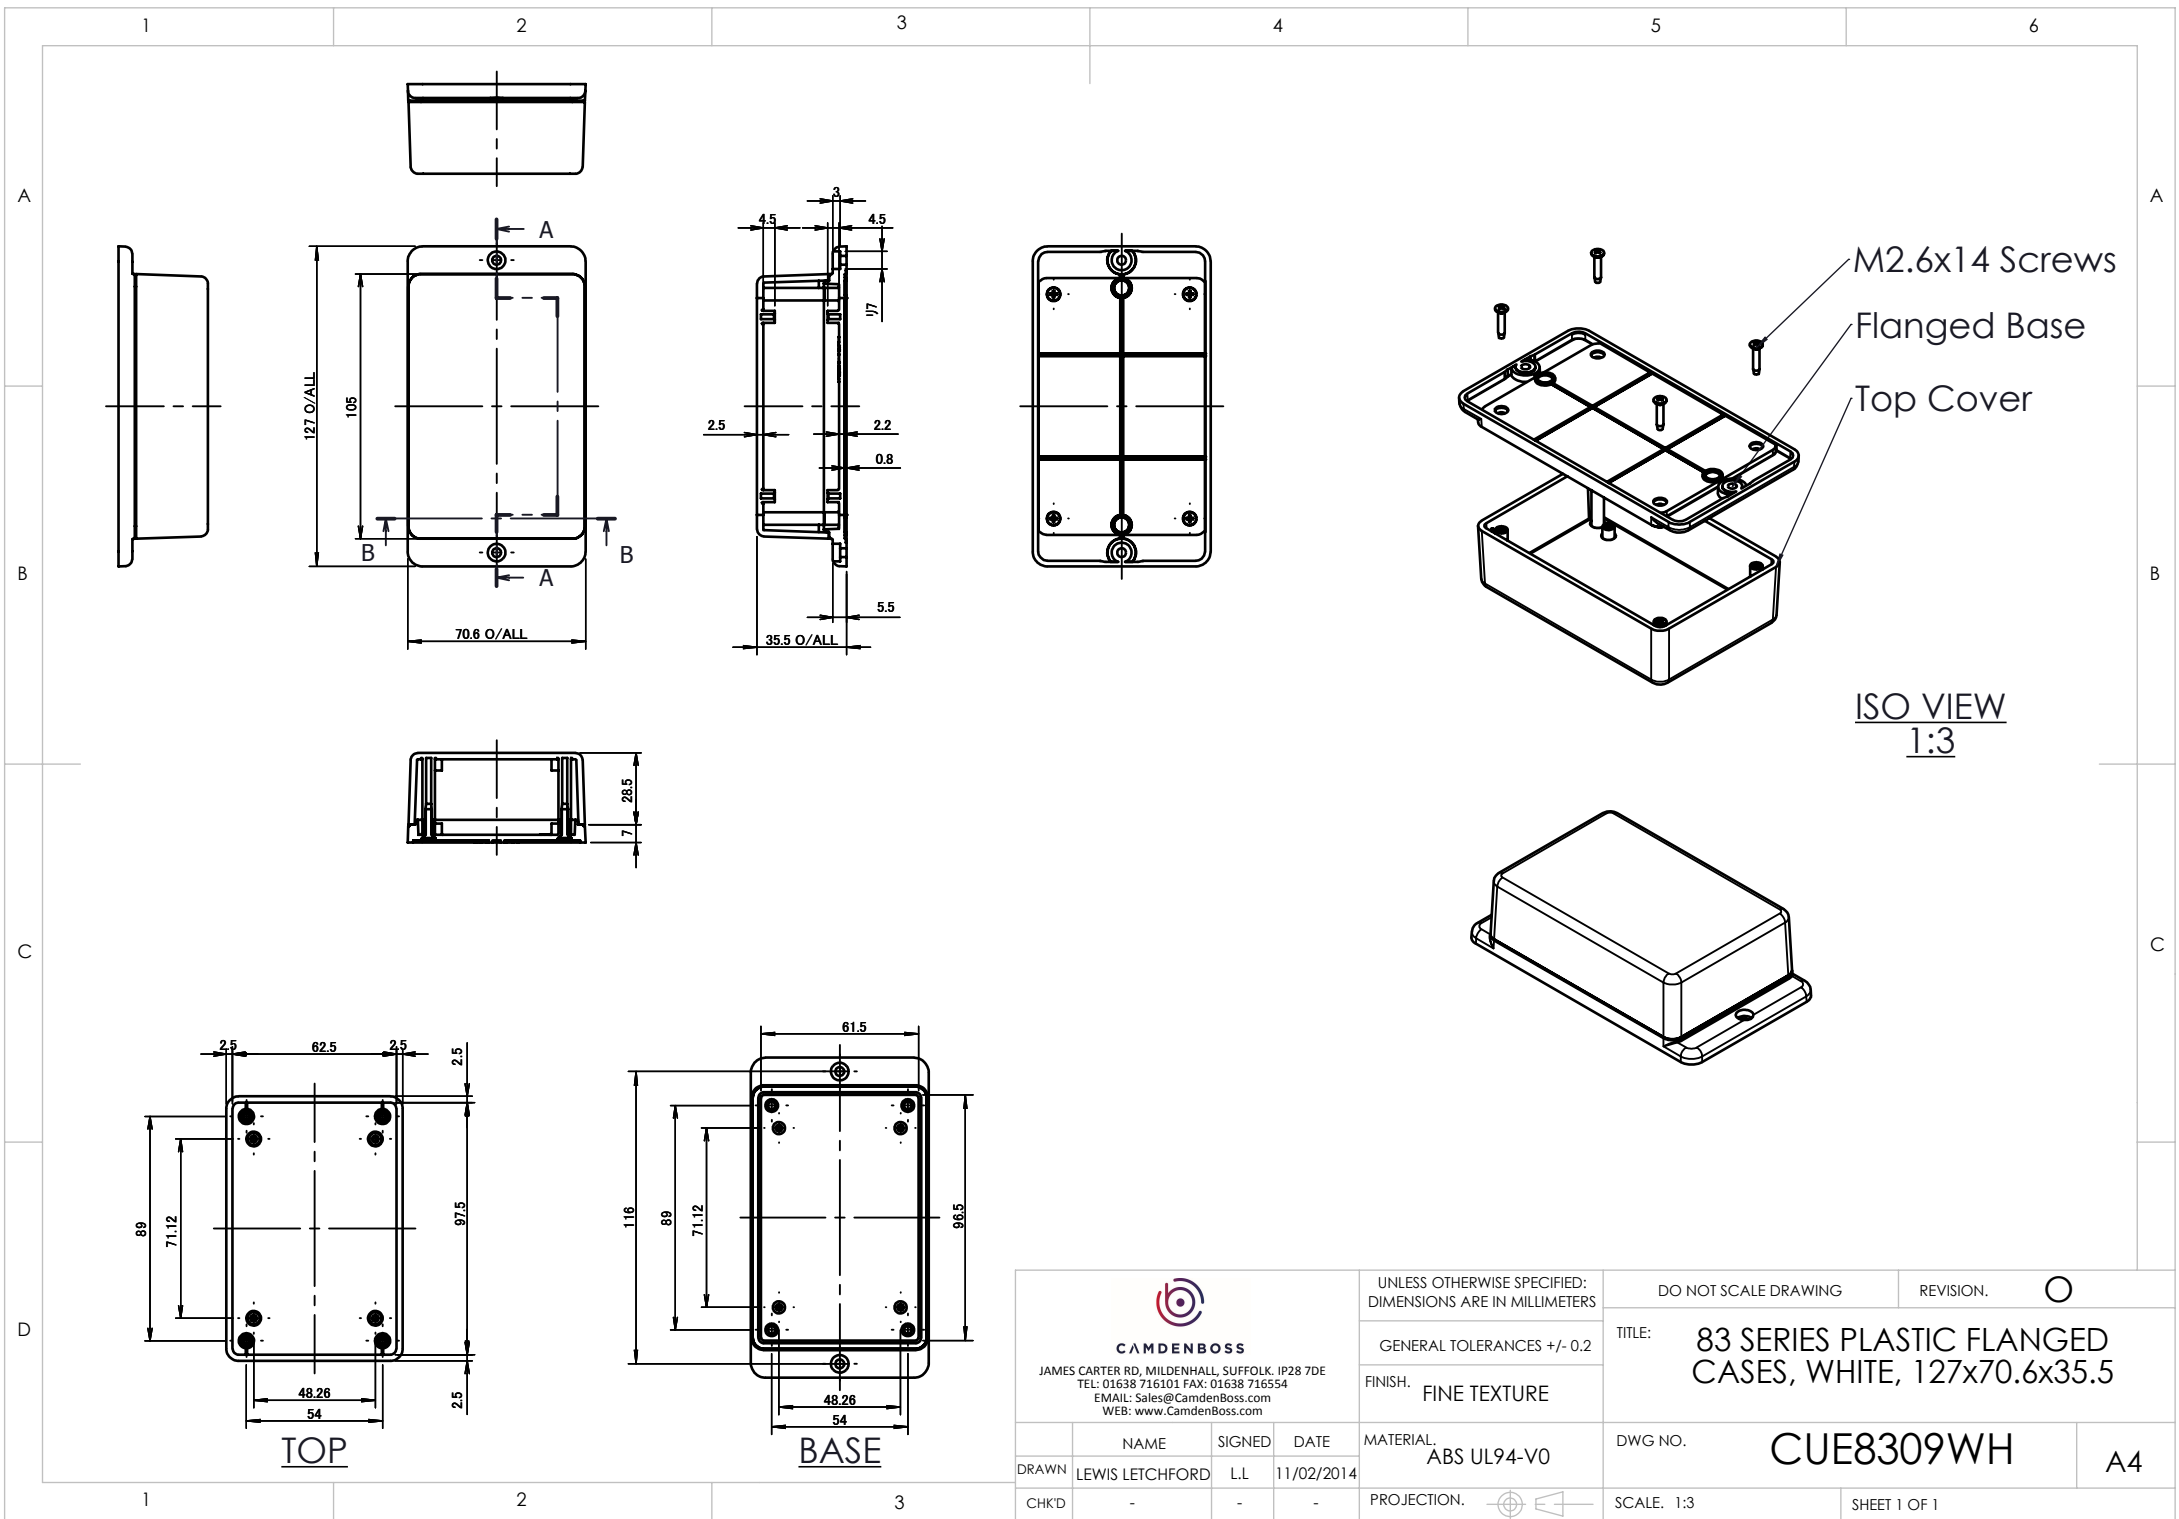 1 2 3 4 5 6
A A
B B
C C
D D
1 2 3
A
A
B B
127 O/ALL
105
70.6 O/ALL
3
4.5 4.5
2.5
2.2
0.8
5.5
35.5 O/ALL
M2.6x14 Screws
Flanged Base
Top Cover
ISO VIEW
1:3
28.5
7
2.5 62.5 2.5
2.5
89
71.12
97.5
2.5
48.26
54
TOP
61.5
116
89
71.12
96.5
48.26
54
BASE
CAMDENBOSS
JAMES CARTER RD, MILDENHALL, SUFFOLK. IP28 7DE
TEL: 01638 716101 FAX: 01638 716554
EMAIL: Sales@CamdenBoss.com
WEB: www.CamdenBoss.com
NAME SIGNED DATE
DRAWN LEWIS LETCHFORD L.L 11/02/2014
CHK'D - - -
UNLESS OTHERWISE SPECIFIED:
DIMENSIONS ARE IN MILLIMETERS
GENERAL TOLERANCES +/- 0.2
FINISH. FINE TEXTURE
MATERIAL. ABS UL94-V0
PROJECTION.
DO NOT SCALE DRAWING
REVISION. O
TITLE: 83 SERIES PLASTIC FLANGED
CASES, WHITE, 127x70.6x35.5
DWG NO. CUE8309WH
A4
SCALE. 1:3
SHEET 1 OF 1